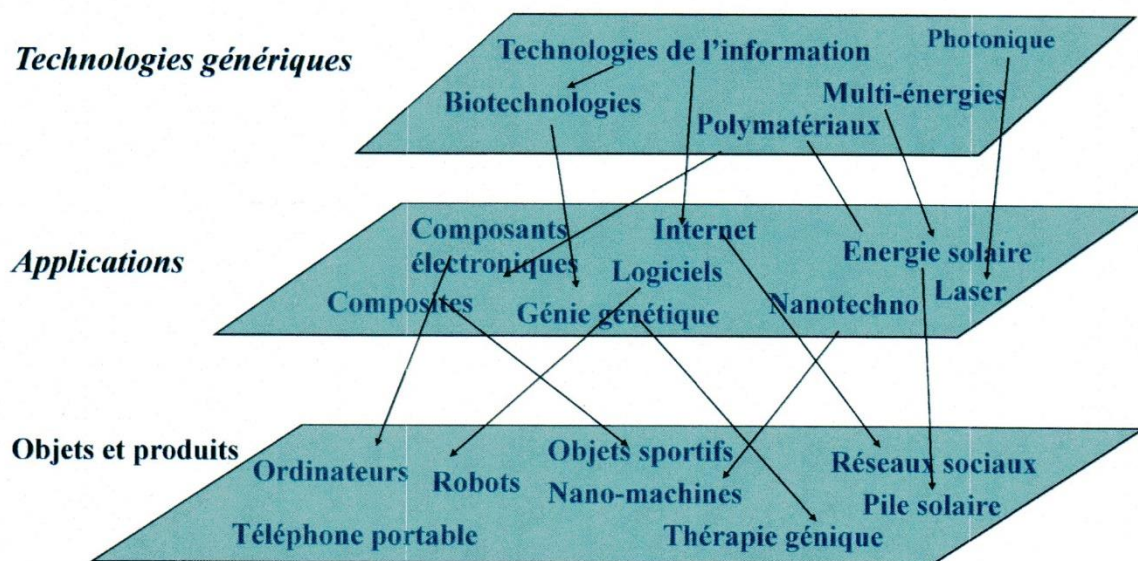 Technologies génériques
Technologies de l'information
Photonique
Biotechnologies
Multi-énergies
Polymatériaux
Applications
Composants
électroniques
Internet
Energie solaire
Logiciels
Laser
Composites
Génie génétique
Nanotechno
Objets et produits
Ordinateurs
Robots
Objets sportifs
Nano-machines
Réseaux sociaux
Pile solaire
Téléphone portable
Thérapie génique